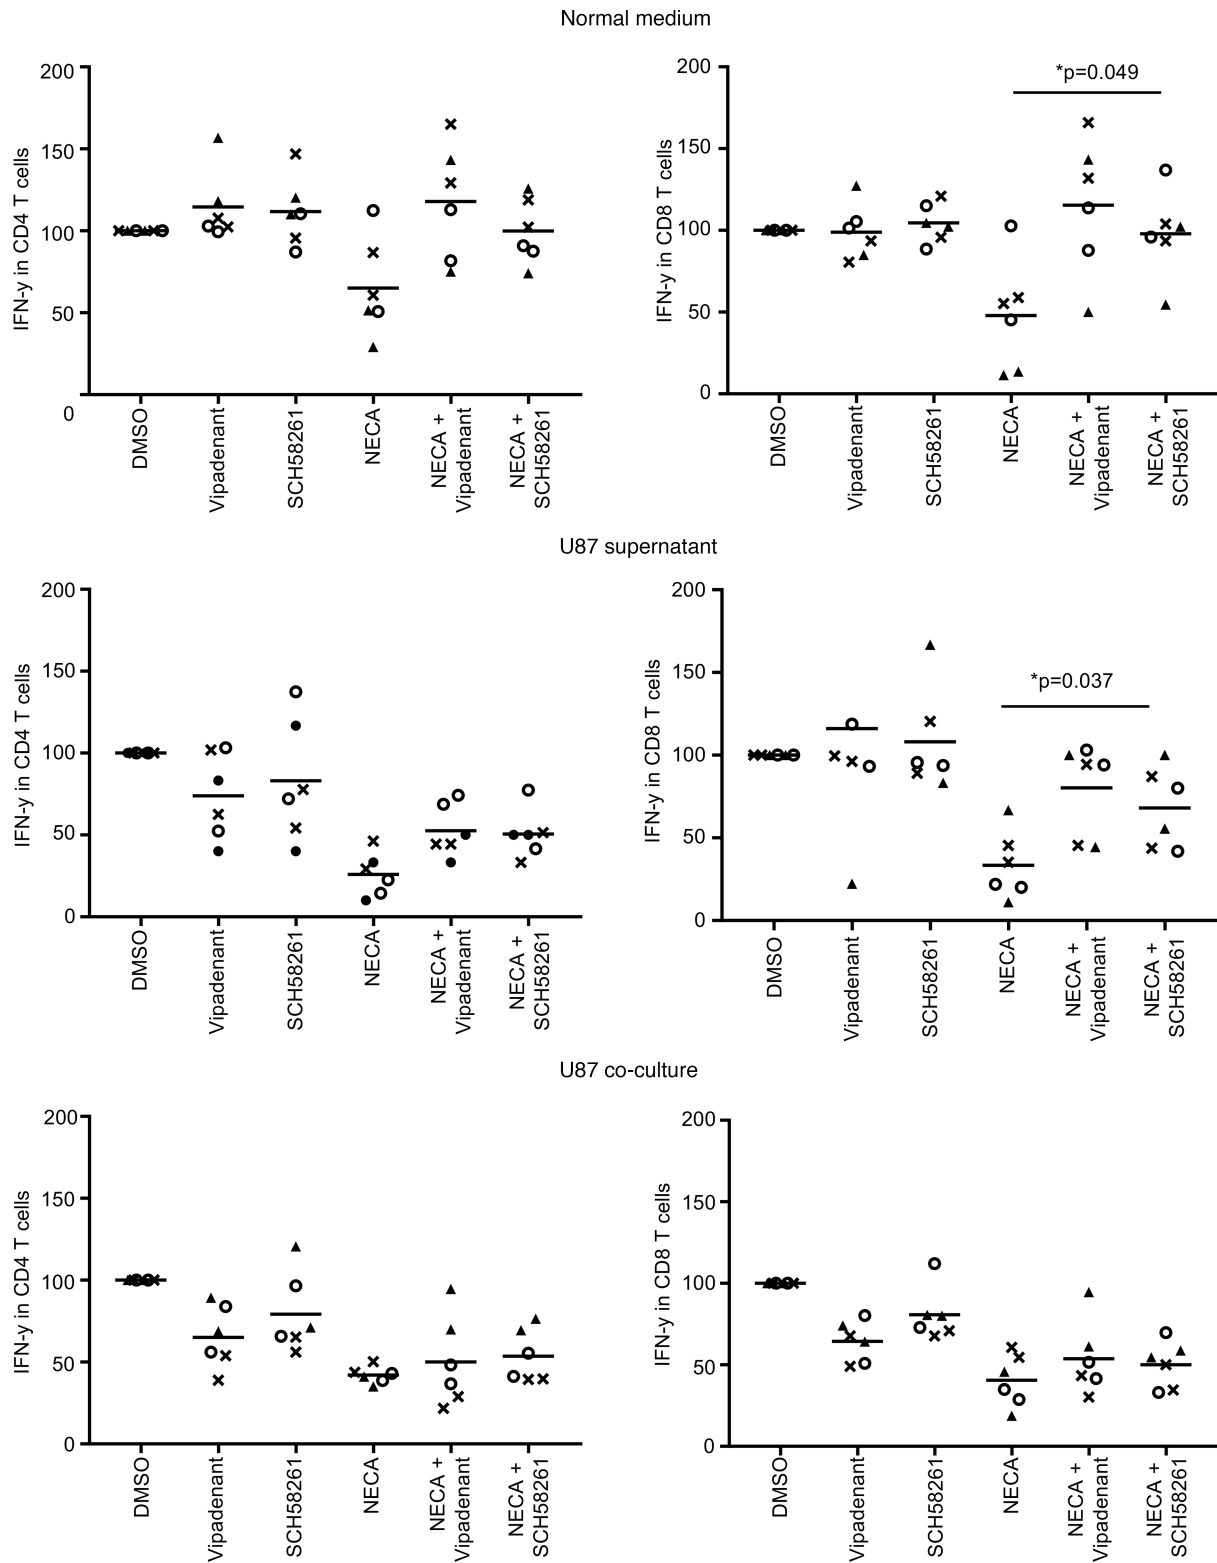 Normal medium
IFN-y in CD4 T cells
200
150
100
50
0
DMSO
Vipadenant
SCH58261
NECA
NECA +
Vipadenant
NECA +
SCH58261
IFN-y in CD8 T cells
200
150
100
50
0
*p=0.049
DMSO
Vipadenant
SCH58261
NECA
NECA +
Vipadenant
NECA +
SCH58261
U87 supernatant
IFN-y in CD4 T cells
200
150
100
50
0
DMSO
Vipadenant
SCH58261
NECA
NECA +
Vipadenant
NECA +
SCH58261
IFN-y in CD8 T cells
200
150
100
50
0
*p=0.037
DMSO
Vipadenant
SCH58261
NECA
NECA +
Vipadenant
NECA +
SCH58261
U87 co-culture
IFN-y in CD4 T cells
200
150
100
50
0
DMSO
Vipadenant
SCH58261
NECA
NECA +
Vipadenant
NECA +
SCH58261
IFN-y in CD8 T cells
200
150
100
50
0
DMSO
Vipadenant
SCH58261
NECA
NECA +
Vipadenant
NECA +
SCH58261